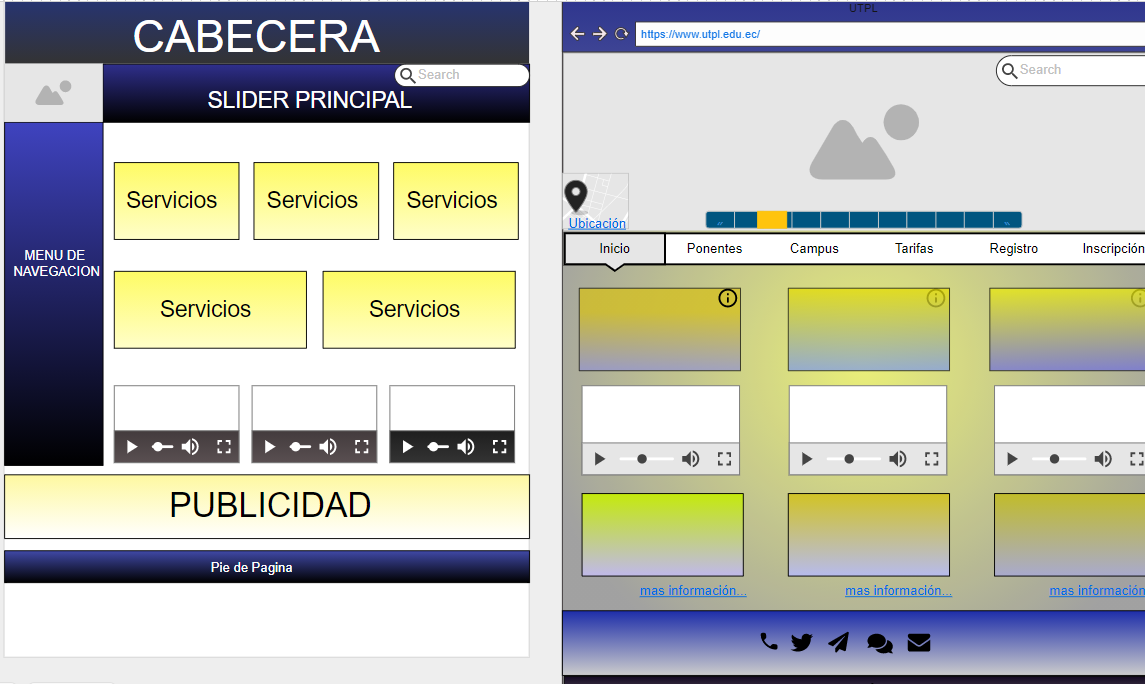 CABECERA
Search
SLIDER PRINCIPAL
Servicios
Servicios
Servicios
MENU DE
NAVEGACION
Servicios
Servicios
PUBLICIDAD
Pie de Pagina
UTPL
https://www.utpl.edu.ec/
Search
Ubicación
Inicio
Ponentes
Campus
Tarifas
Registro
Inscripción
mas información...
mas información...
mas información